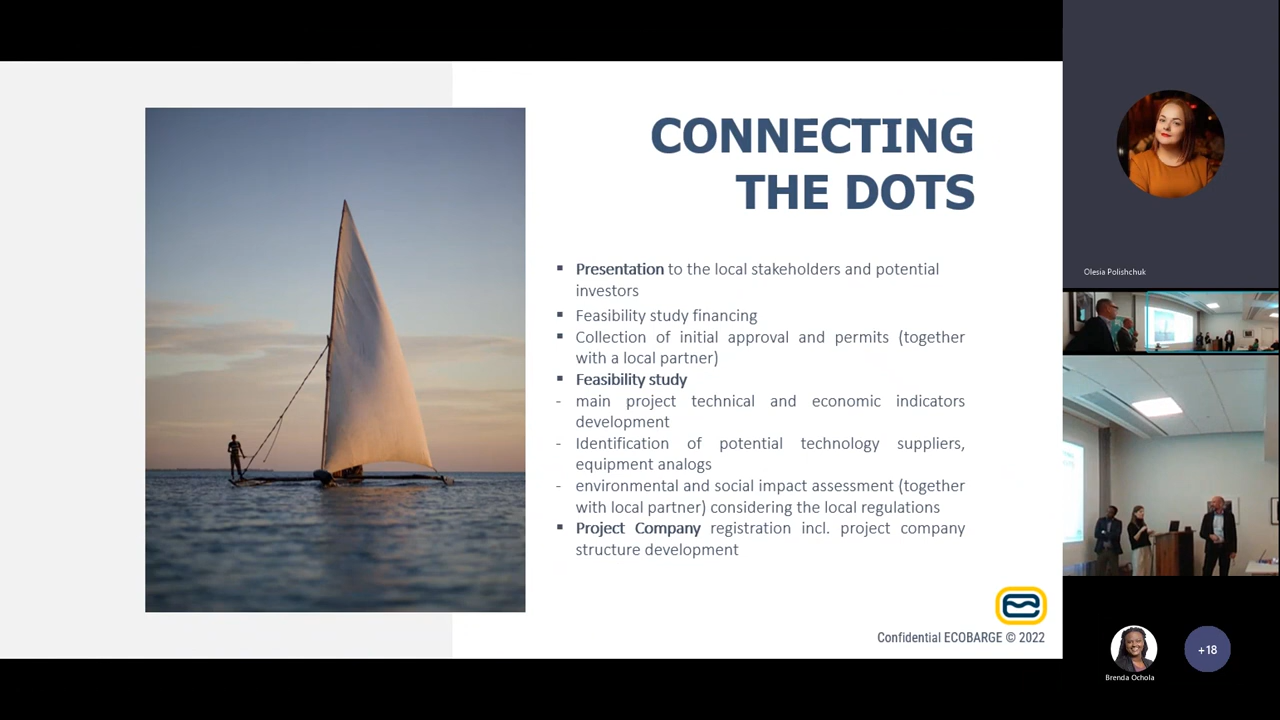 CONNECTING
THE DOTS
▪ Presentation to the local stakeholders and potential
investors
▪ Feasibility study financing
▪ Collection of initial approval and permits (together
with a local partner)
▪ Feasibility study
- main project technical and economic indicators
development
- Identification of potential technology suppliers,
equipment analogs
- environmental and social impact assessment (together
with local partner) considering the local regulations
▪ Project Company registration incl. project company
structure development
Confidential ECOBARGE © 2022
Olesia Polishchuk
+18
Brenda Ochola